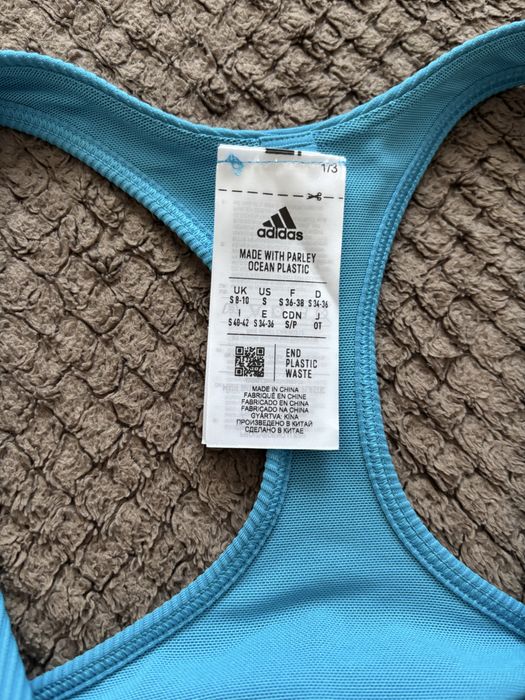 1/3
adidas
MADE WITH PARLEY
OCEAN PLASTIC
UK US F D
S 8-10 S S 36-38 S 34-36
I E CDN J
S 40-42 S 34-36 S/P OT
END
PLASTIC
WASTE
MADE IN CHINA
FABRIQUÉ EN CHINE
FABRICADO EN CHINA
FABRICADO NA CHINA
GYÁRTVA: KÍNA
ПРОИЗВЕДЕНО В КИТАЙ
СДЕЛАНО В КИТАЕ